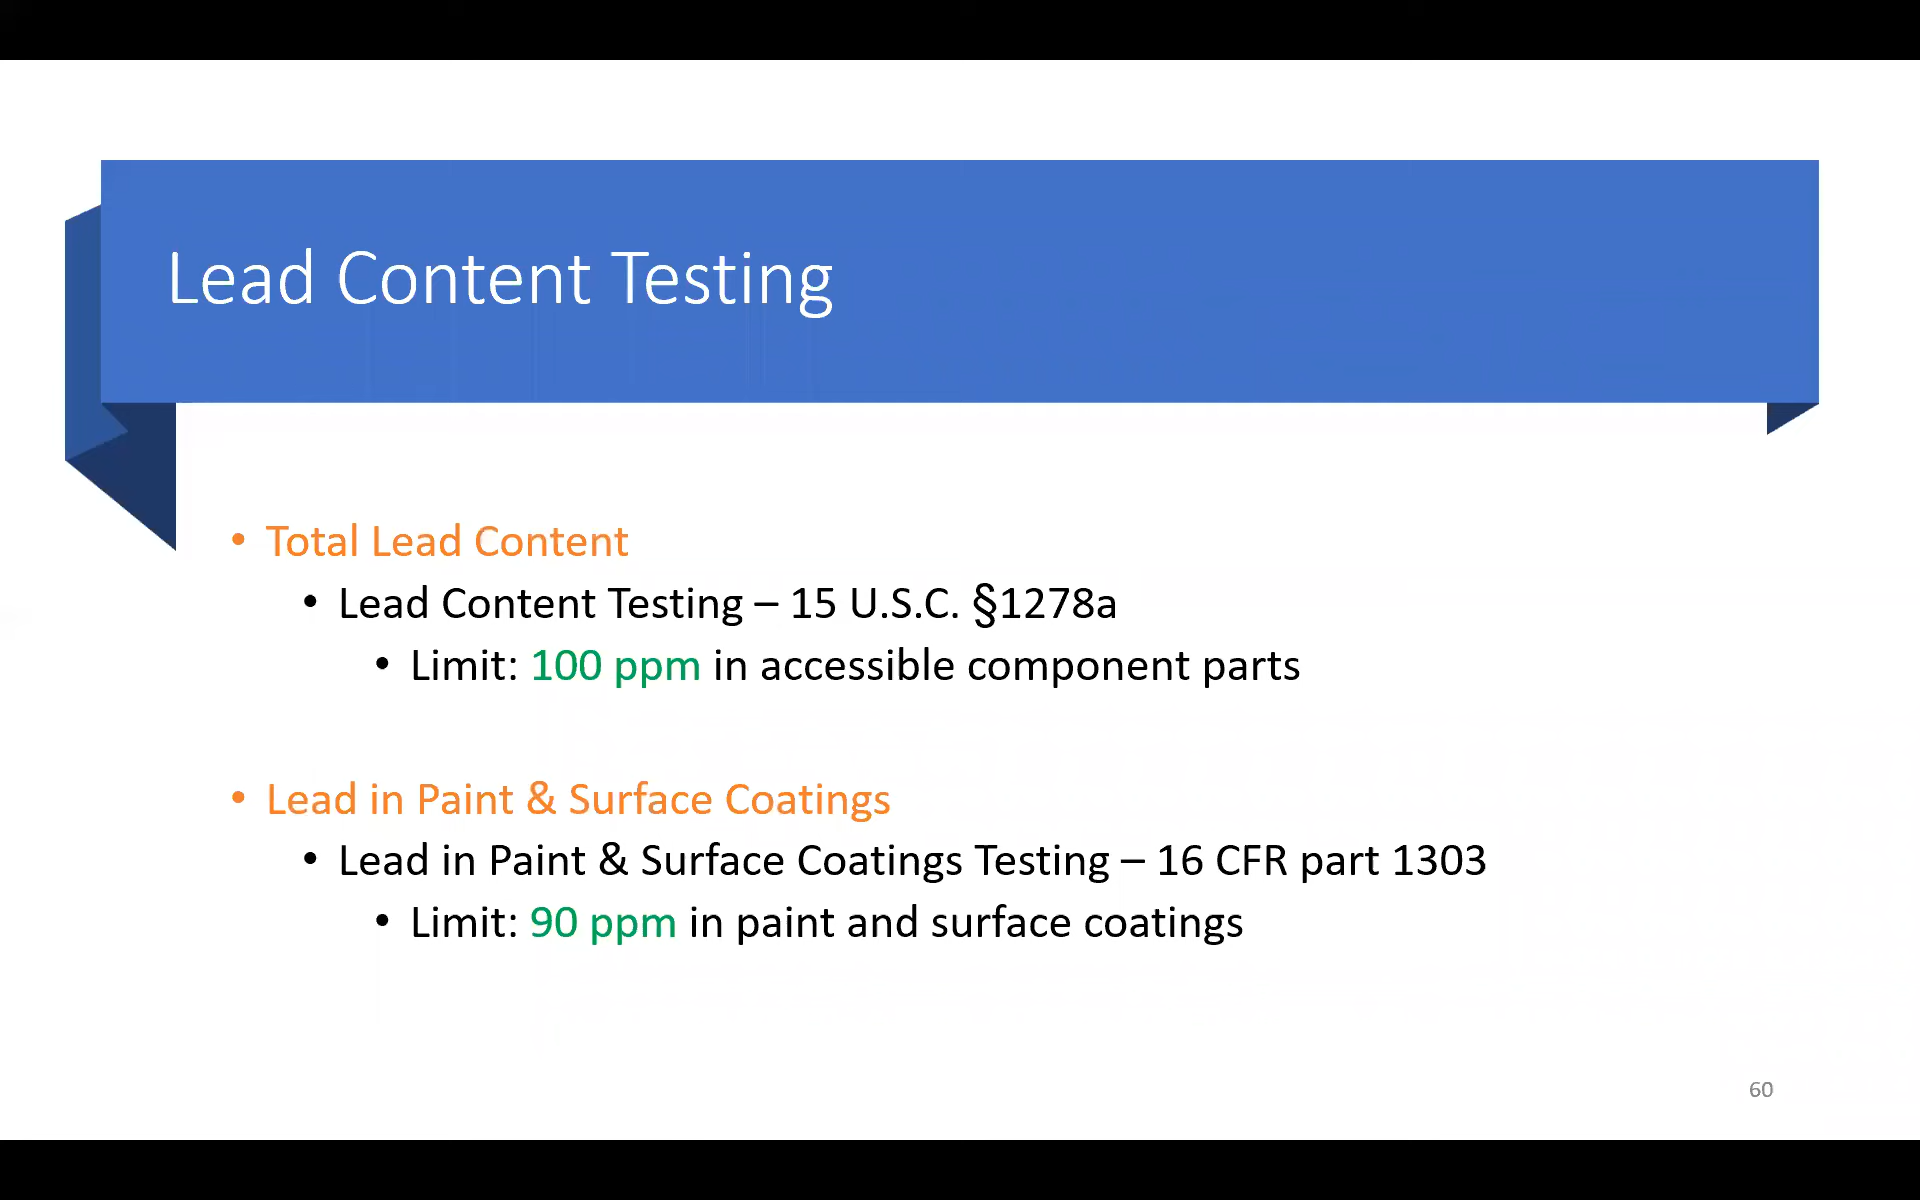 Lead Content Testing
• Total Lead Content
• Lead Content Testing – 15 U.S.C. §1278a
• Limit: 100 ppm in accessible component parts
• Lead in Paint & Surface Coatings
• Lead in Paint & Surface Coatings Testing – 16 CFR part 1303
• Limit: 90 ppm in paint and surface coatings
60